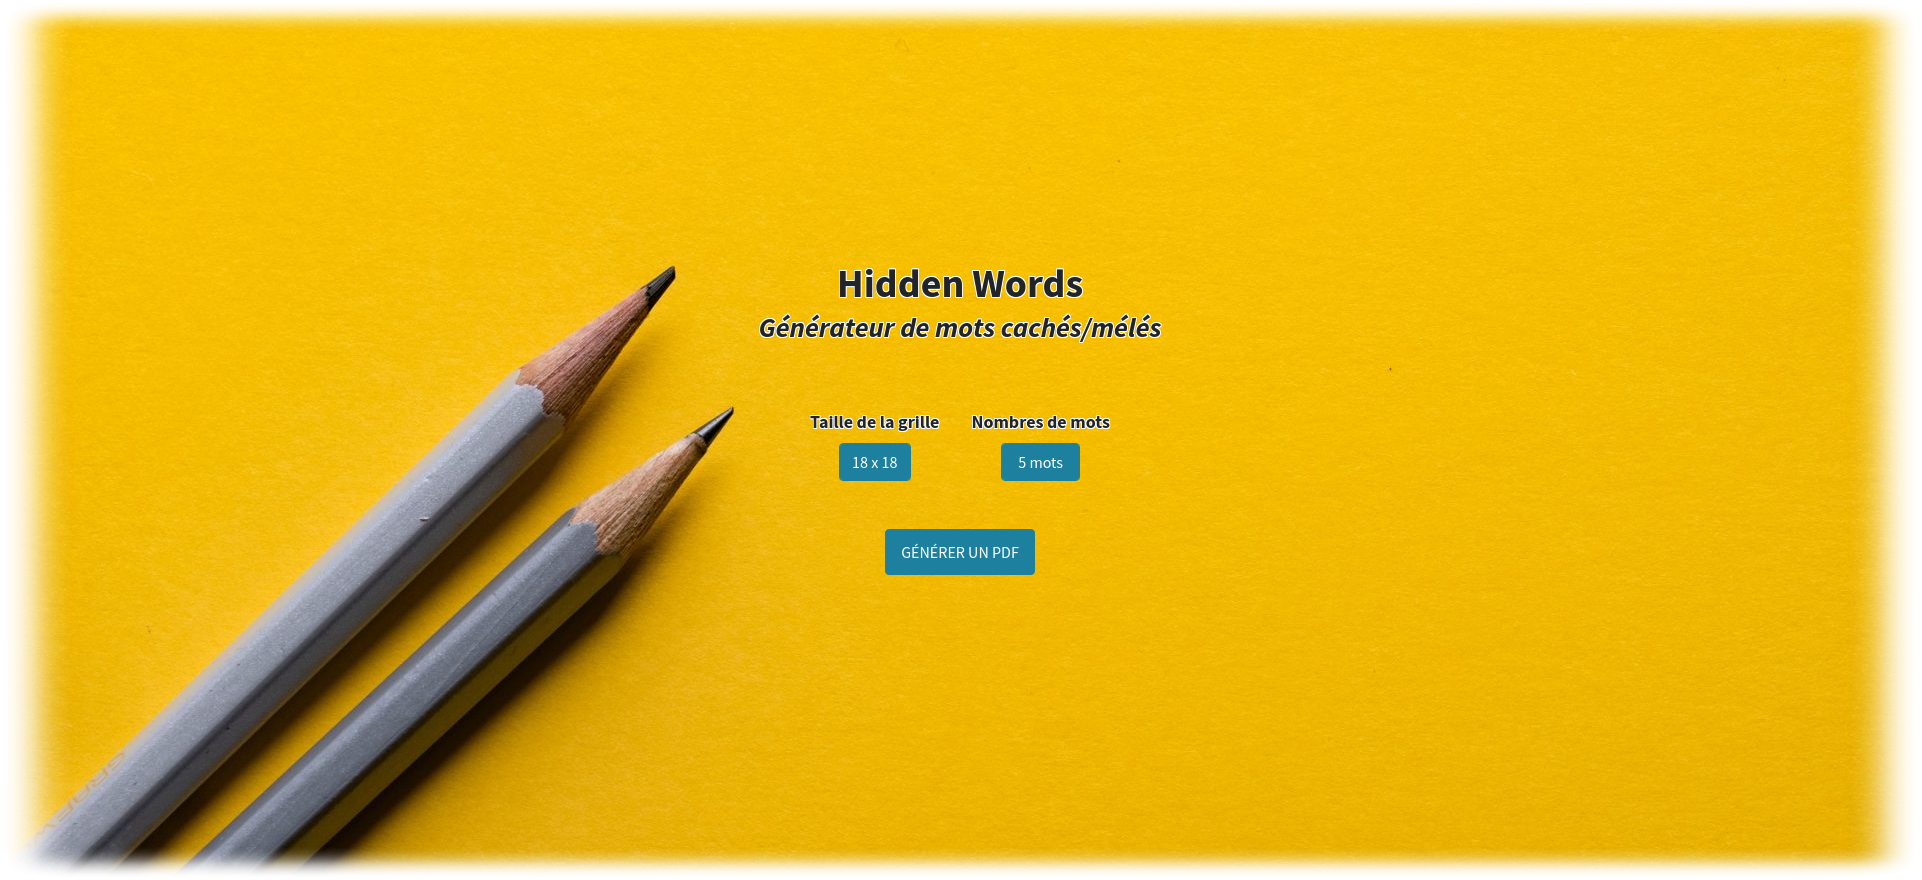 Hidden Words
Générateur de mots cachés/mélés
Taille de la grille
Nombres de mots
18 x 18
5 mots
GÉNÉRER UN PDF